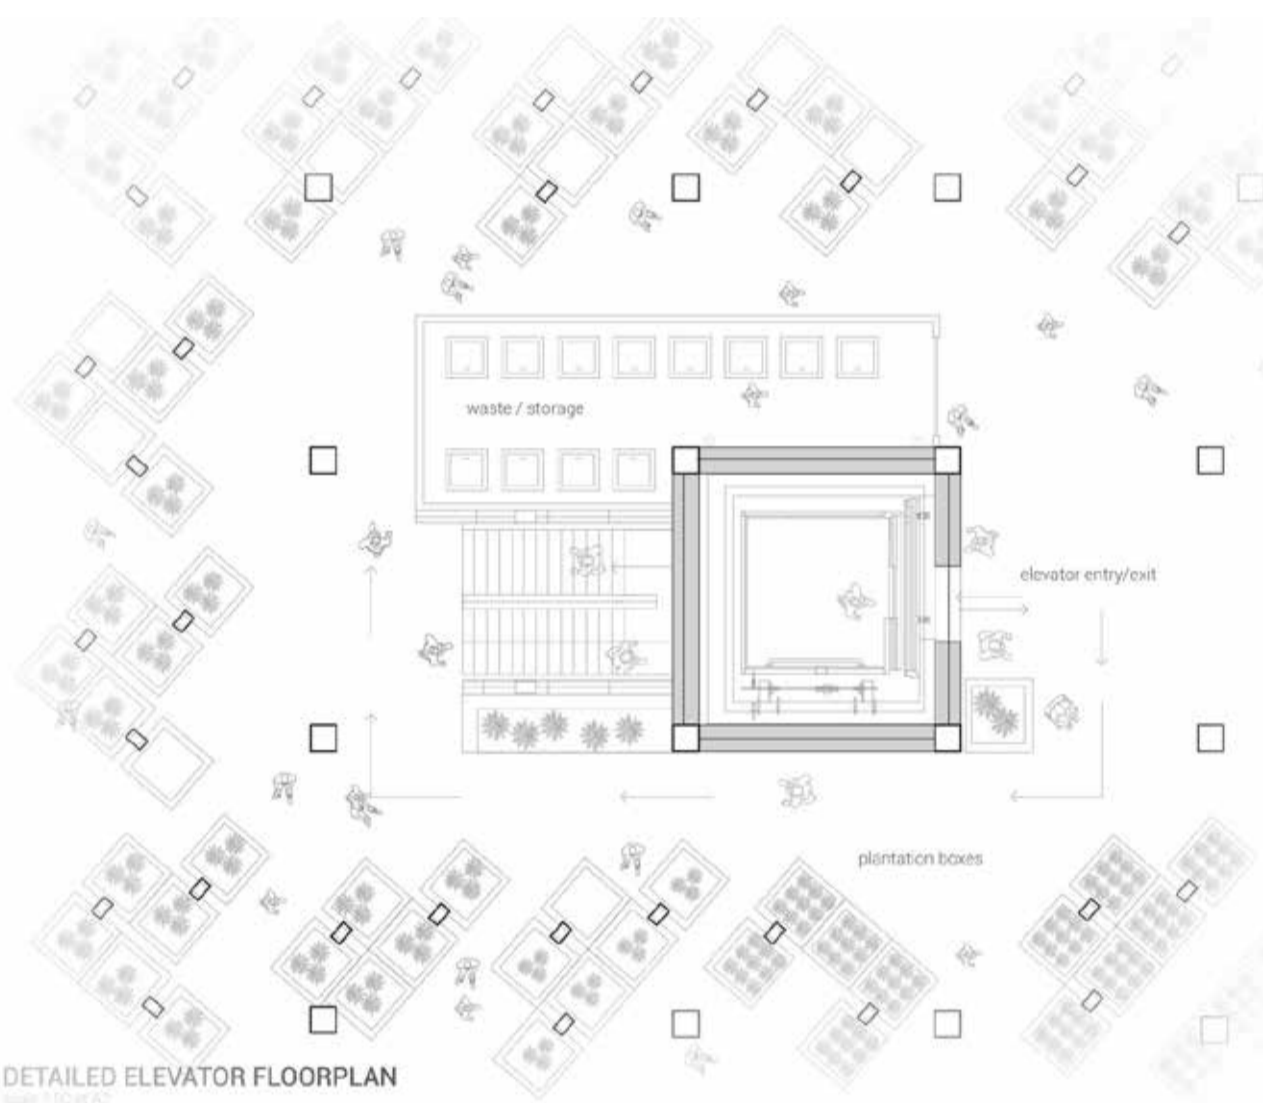 waste / storage
elevator entry/exit
plantation boxes
DETAILED ELEVATOR FLOORPLAN